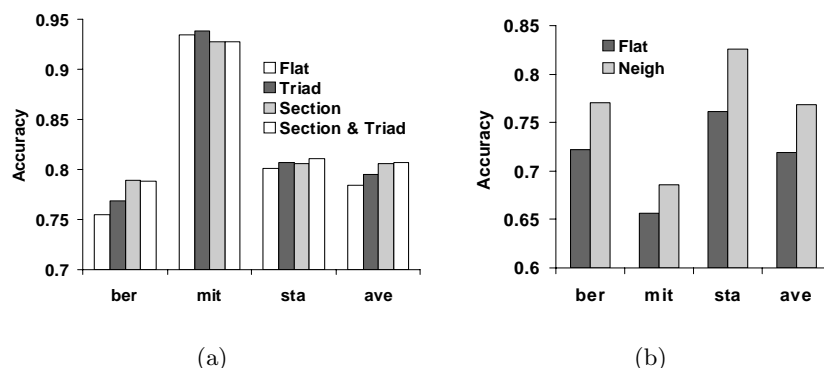 0.95
0.9
0.85
0.8
0.75
0.7
Accuracy
Flat
Triad
Section
Section & Triad
ber mit sta ave
(a)
0.85
0.8
0.75
0.7
0.65
0.6
Accuracy
Flat
Neigh
ber mit sta ave
(b)